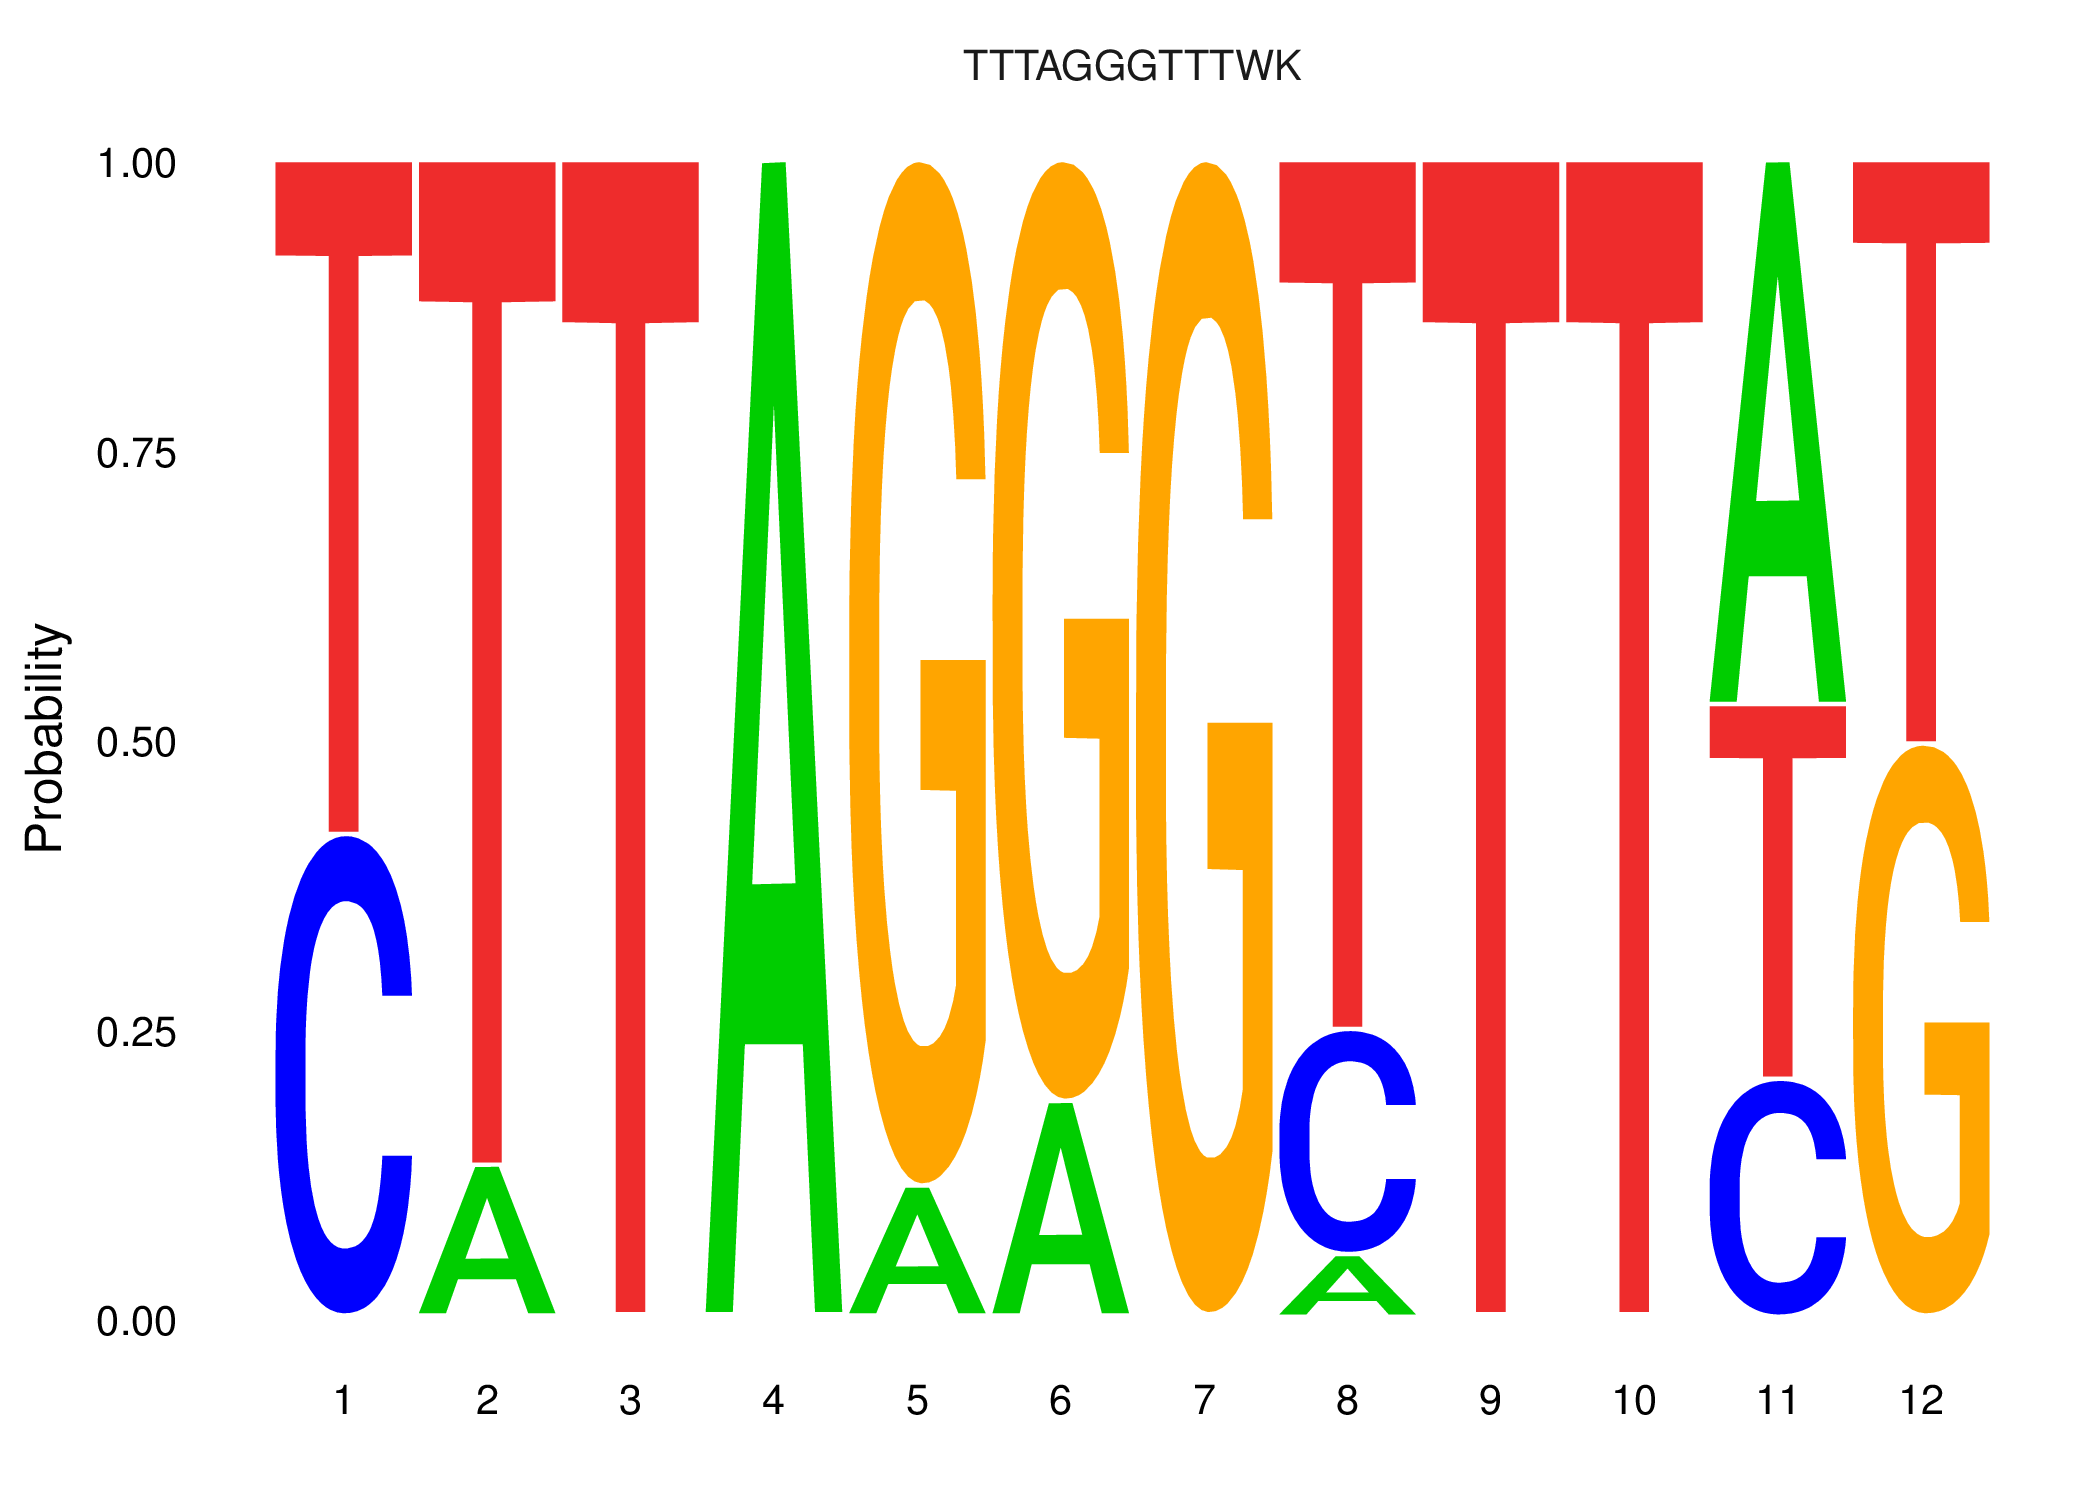 TTTAGGGTTTWK
1.00
0.75
0.50
0.25
0.00
Probability
T T T A G G G T T T A T
C A A A C T G
A C
1 2 3 4 5 6 7 8 9 10 11 12